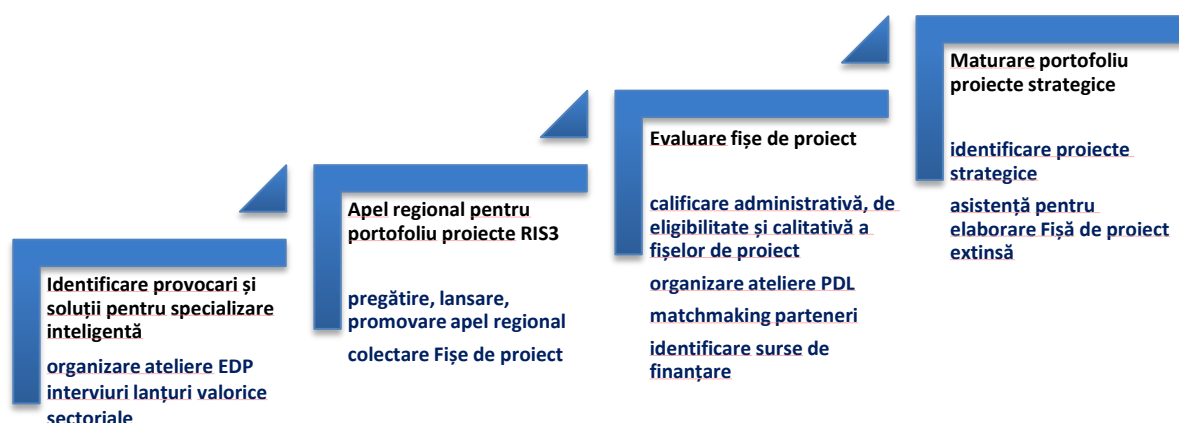 Identificare provocari și
soluții pentru specializare
inteligentă
organizare ateliere EDP
interviuri lanțuri valorice
sectoriale
Apel regional pentru
portofoliu proiecte RIS3
pregătire, lansare,
promovare apel regional
colectare Fișe de proiect
Evaluare fișe de proiect
calificare administrativă, de
eligibilitate și calitativă a
fișelor de proiect
organizare ateliere PDL
matchmaking parteneri
identificare surse de
finanțare
Maturare portofoliu
proiecte strategice
identificare proiecte
strategice
asistență pentru
elaborare Fișă de proiect
extinsă